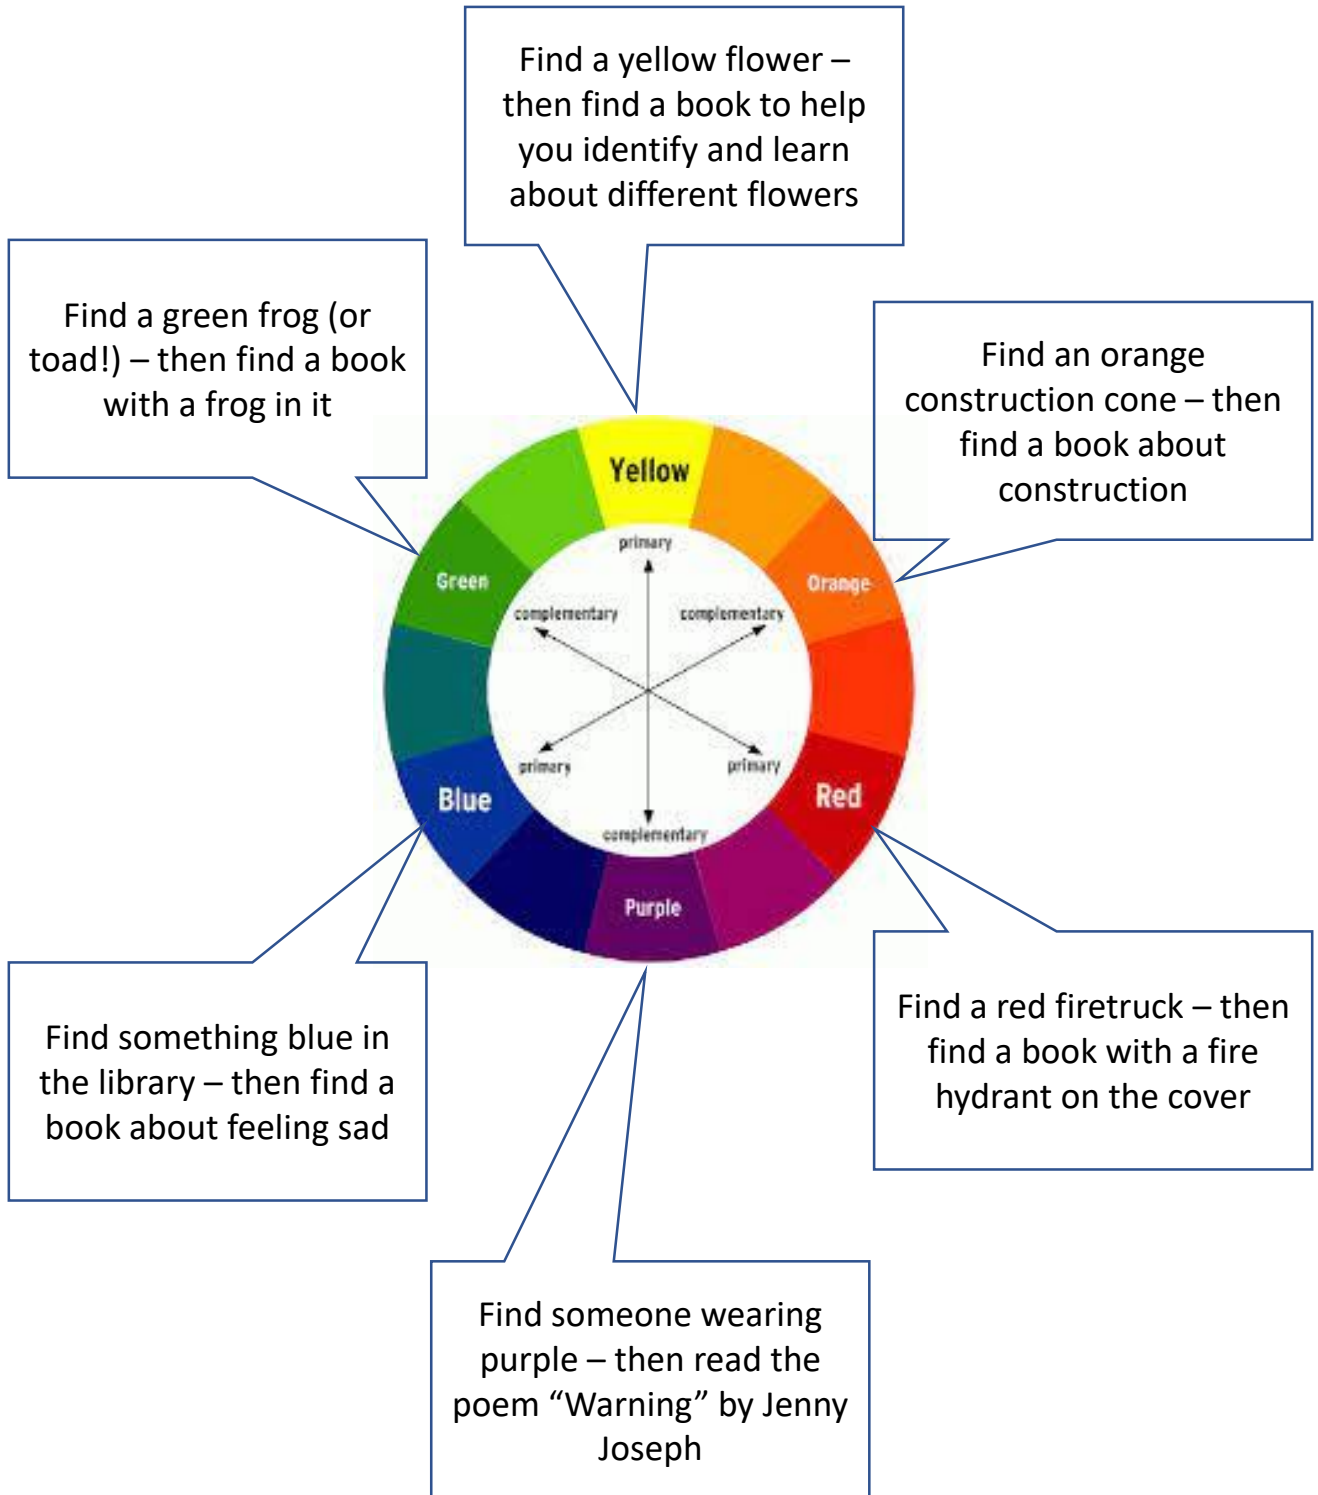 Find a yellow flower –
then find a book to help
you identify and learn
about different flowers
Find a green frog (or
toad!) – then find a book
with a frog in it
Find an orange
construction cone – then
find a book about
construction
Yellow
primary
Green
Orange
complementary
complementary
primary
primary
Blue
Red
complementary
Purple
Find something blue in
the library – then find a
book about feeling sad
Find a red firetruck – then
find a book with a fire
hydrant on the cover
Find someone wearing
purple – then read the
poem “Warning” by Jenny
Joseph